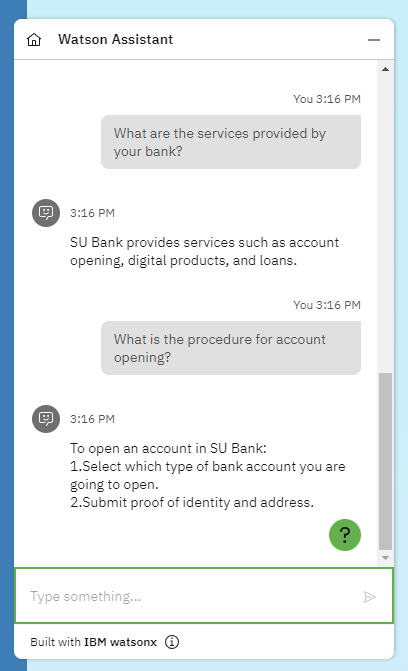 Watson Assistant
You 3:16 PM
What are the services provided by
your bank?
3:16 PM
SU Bank provides services such as account
opening, digital products, and loans.
You 3:16 PM
What is the procedure for account
opening?
3:16 PM
To open an account in SU Bank:
1.Select which type of bank account you are
going to open.
2.Submit proof of identity and address.
?
Type something...
Built with IBM watsonx